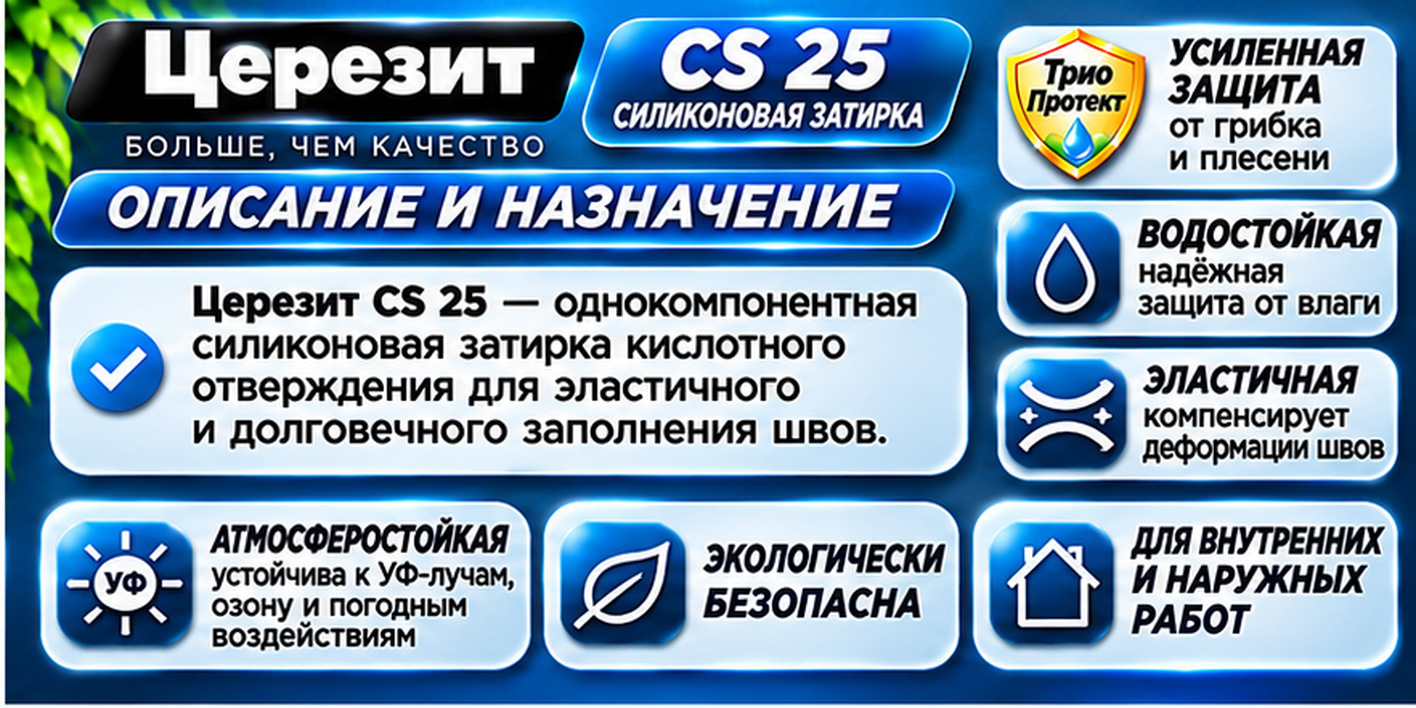 Церезит
БОЛЬШЕ, ЧЕМ КАЧЕСТВО
CS 25
СИЛИКОНОВАЯ ЗАТИРКА
ОПИСАНИЕ И НАЗНАЧЕНИЕ
Церезит CS 25 — однокомпонентная
силиконовая затирка кислотного
отверждения для эластичного
и долговечного заполнения швов.
Трио
Протект
УСИЛЕННАЯ
ЗАЩИТА
от грибка
и плесени
ВОДОСТОЙКАЯ
надёжная
защита от влаги
ЭЛАСТИЧНАЯ
компенсирует
деформации швов
УФ
АТМОСФЕРОСТОЙКАЯ
устойчива к УФ-лучам,
озону и погодным
воздействиям
ЭКОЛОГИЧЕСКИ
БЕЗОПАСНА
ДЛЯ ВНУТРЕННИХ
И НАРУЖНЫХ
РАБОТ